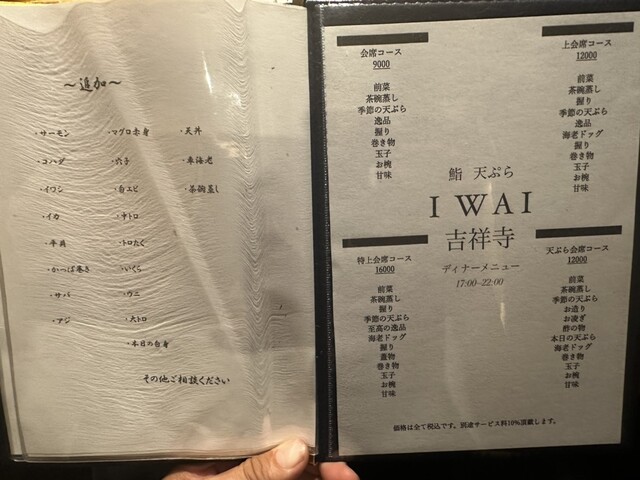 〜追加〜
・サーモン
・コハダ
・イワシ
・イカ
・平貝
・かっぱ巻き
・サバ
・アジ
・マグロ赤身
・穴子
・白エビ
・中トロ
・トロたく
・いくら
・ウニ
・大トロ
・本日の白身
・天丼
・車海老
・茶碗蒸し
その他ご相談ください
会席コース
9000
前菜
茶碗蒸し
握り
季節の天ぷら
逸品
握り
巻き物
玉子
お椀
甘味
上会席コース
12000
前菜
茶碗蒸し
握り
季節の天ぷら
逸品
海老ドッグ
握り
巻き物
玉子
お椀
甘味
鮨 天ぷら
I WAI
吉祥寺
ディナーメニュー
17:00–22:00
特上会席コース
16000
前菜
茶碗蒸し
握り
季節の天ぷら
至高の逸品
海老ドッグ
握り
蓋物
巻き物
玉子
お椀
甘味
天ぷら会席コース
12000
前菜
茶碗蒸し
季節の天ぷら
お造り
お凌ぎ
酢の物
本日の天ぷら
海老ドッグ
巻き物
玉子
お椀
甘味
価格は全て税込です。別途サービス料10%頂戴します。